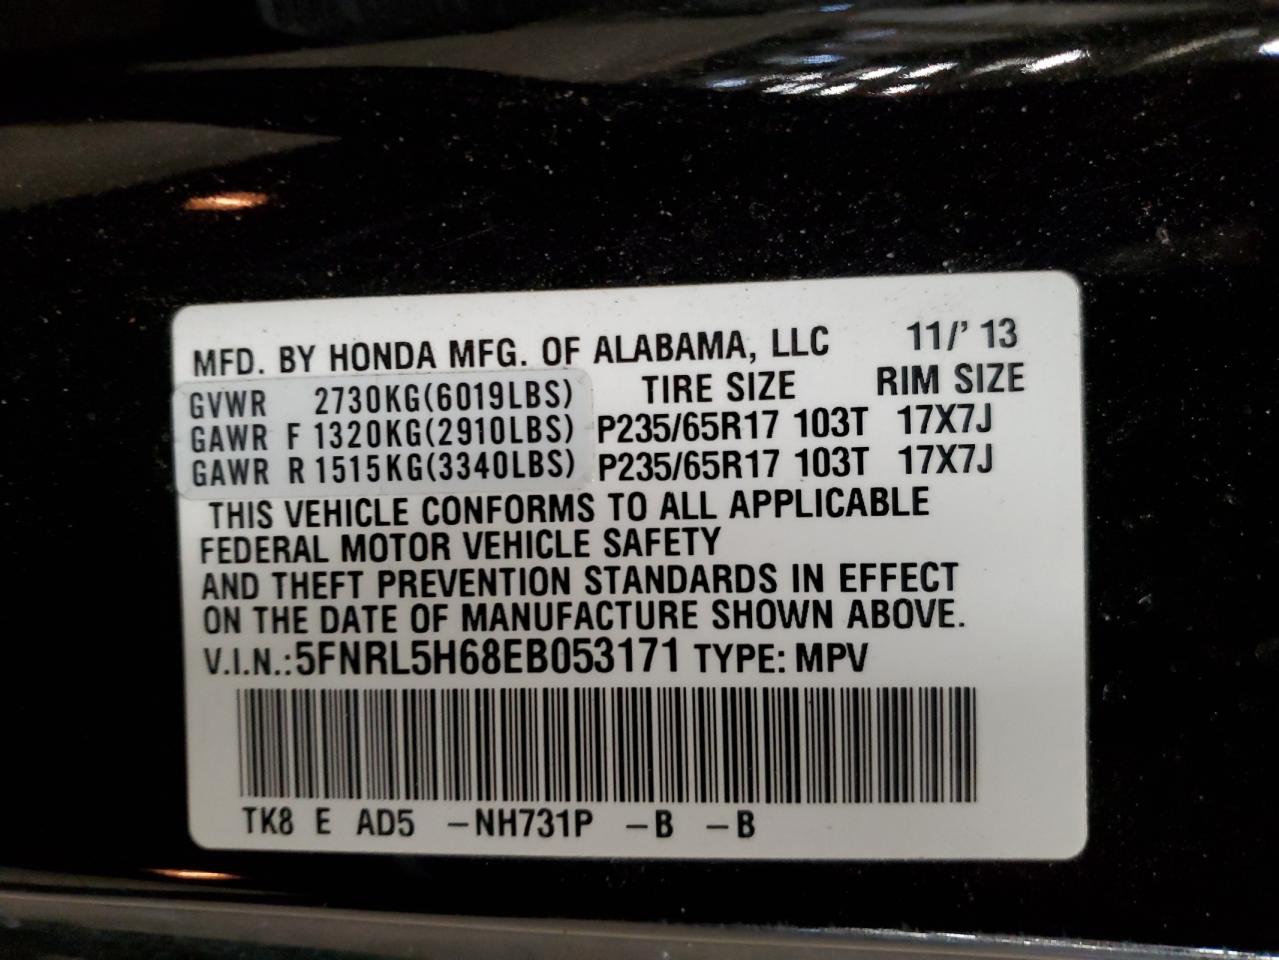 MFD. BY HONDA MFG. OF ALABAMA, LLC 11/' 13
GVWR 2730KG(6019LBS) TIRE SIZE RIM SIZE
GAWR F 1320KG(2910LBS) P235/65R17 103T 17X7J
GAWR R 1515KG(3340LBS) P235/65R17 103T 17X7J
THIS VEHICLE CONFORMS TO ALL APPLICABLE
FEDERAL MOTOR VEHICLE SAFETY
AND THEFT PREVENTION STANDARDS IN EFFECT
ON THE DATE OF MANUFACTURE SHOWN ABOVE.
V.I.N.:5FNRL5H68EB053171 TYPE: MPV
TK8 E AD5 -NH731P -B -B